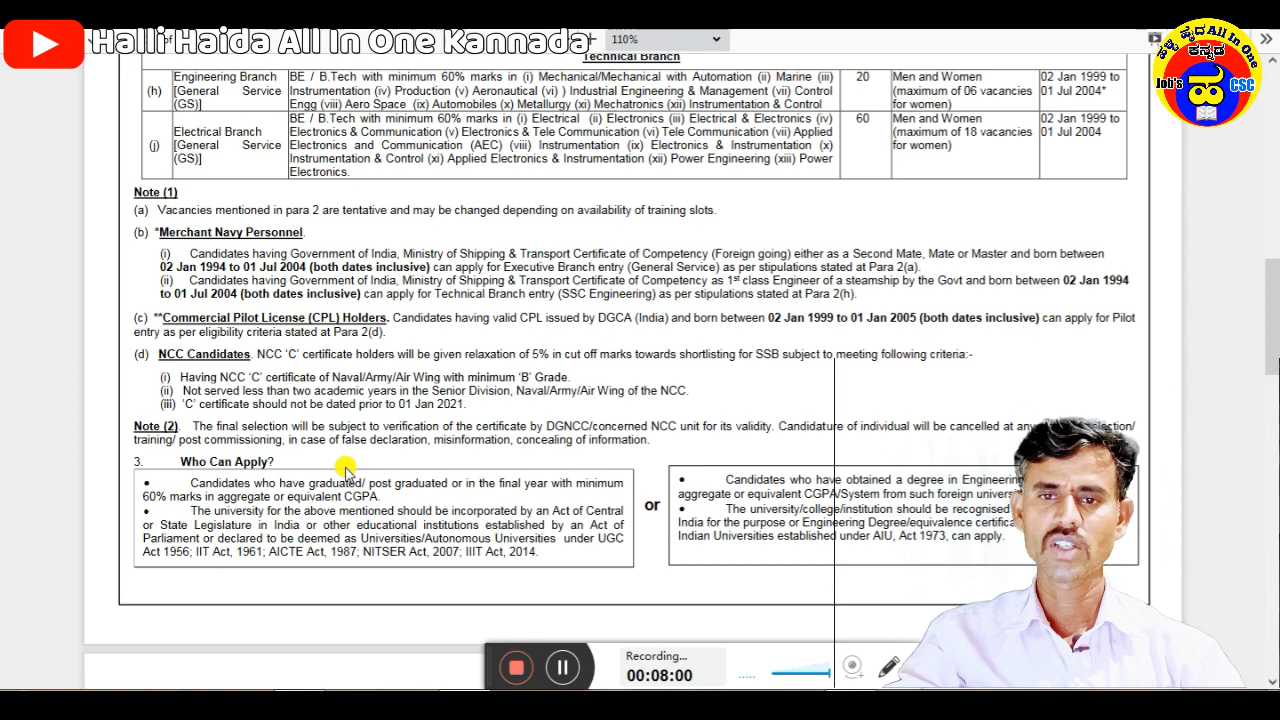 Halli Haida All In One Kannada
110%
ಹಳ್ಳಿ ಹೈದ All In One
ಕನ್ನಡ
Job's ಹ CSC
Technical Branch
(h) Engineering Branch [General Service (GS)] BE / B.Tech with minimum 60% marks in (i) Mechanical/Mechanical with Automation (ii) Marine (iii) 20 Men and Women 02 Jan 1999 to
Instrumentation (iv) Production (v) Aeronautical (vi) ) Industrial Engineering & Management (vii) Control (maximum of 06 vacancies 01 Jul 2004*
Engg (viii) Aero Space (ix) Automobiles (x) Metallurgy (xi) Mechatronics (xii) Instrumentation & Control for women)
(j) Electrical Branch [General Service (GS)] BE / B.Tech with minimum 60% marks in (i) Electrical (ii) Electronics (iii) Electrical & Electronics (iv) 60 Men and Women 02 Jan 1999 to
Electronics & Communication (v) Electronics & Tele Communication (vi) Tele Communication (vii) Applied (maximum of 18 vacancies 01 Jul 2004
Electronics and Communication (AEC) (viii) Instrumentation (ix) Electronics & Instrumentation (x) for women)
Instrumentation & Control (xi) Applied Electronics & Instrumentation (xii) Power Engineering (xiii) Power
Electronics.
Note (1)
(a) Vacancies mentioned in para 2 are tentative and may be changed depending on availability of training slots.
(b) *Merchant Navy Personnel.
(i) Candidates having Government of India, Ministry of Shipping & Transport Certificate of Competency (Foreign going) either as a Second Mate, Mate or Master and born between
02 Jan 1994 to 01 Jul 2004 (both dates inclusive) can apply for Executive Branch entry (General Service) as per stipulations stated at Para 2(a).
(ii) Candidates having Government of India, Ministry of Shipping & Transport Certificate of Competency as 1st class Engineer of a steamship by the Govt and born between 02 Jan 1994
to 01 Jul 2004 (both dates inclusive) can apply for Technical Branch entry (SSC Engineering) as per stipulations stated at Para 2(h).
(c) **Commercial Pilot License (CPL) Holders. Candidates having valid CPL issued by DGCA (India) and born between 02 Jan 1999 to 01 Jan 2005 (both dates inclusive) can apply for Pilot
entry as per eligibility criteria stated at Para 2(d).
(d) NCC Candidates. NCC 'C' certificate holders will be given relaxation of 5% in cut off marks towards shortlisting for SSB subject to meeting following criteria:-
(i) Having NCC 'C' certificate of Naval/Army/Air Wing with minimum 'B' Grade.
(ii) Not served less than two academic years in the Senior Division, Naval/Army/Air Wing of the NCC.
(iii) 'C' certificate should not be dated prior to 01 Jan 2021.
Note (2). The final selection will be subject to verification of the certificate by DGNCC/concerned NCC unit for its validity. Candidature of individual will be cancelled at any
training/ post commissioning, in case of false declaration, misinformation, concealing of information.
3. Who Can Apply?
• Candidates who have graduated/ post graduated or in the final year with minimum
60% marks in aggregate or equivalent CGPA.
• The university for the above mentioned should be incorporated by an Act of Central
or State Legislature in India or other educational institutions established by an Act of
Parliament or declared to be deemed as Universities/Autonomous Universities under UGC
Act 1956; IIT Act, 1961; AICTE Act, 1987; NITSER Act, 2007; IIIT Act, 2014.
or
• Candidates who have obtained a degree in Engineering
aggregate or equivalent CGPA/System from such foreign
• The university/college/institution should be recognised
India for the purpose or Engineering Degree/equivalence
Indian Universities established under AIU, Act 1973, can apply.
Recording...
00:08:00